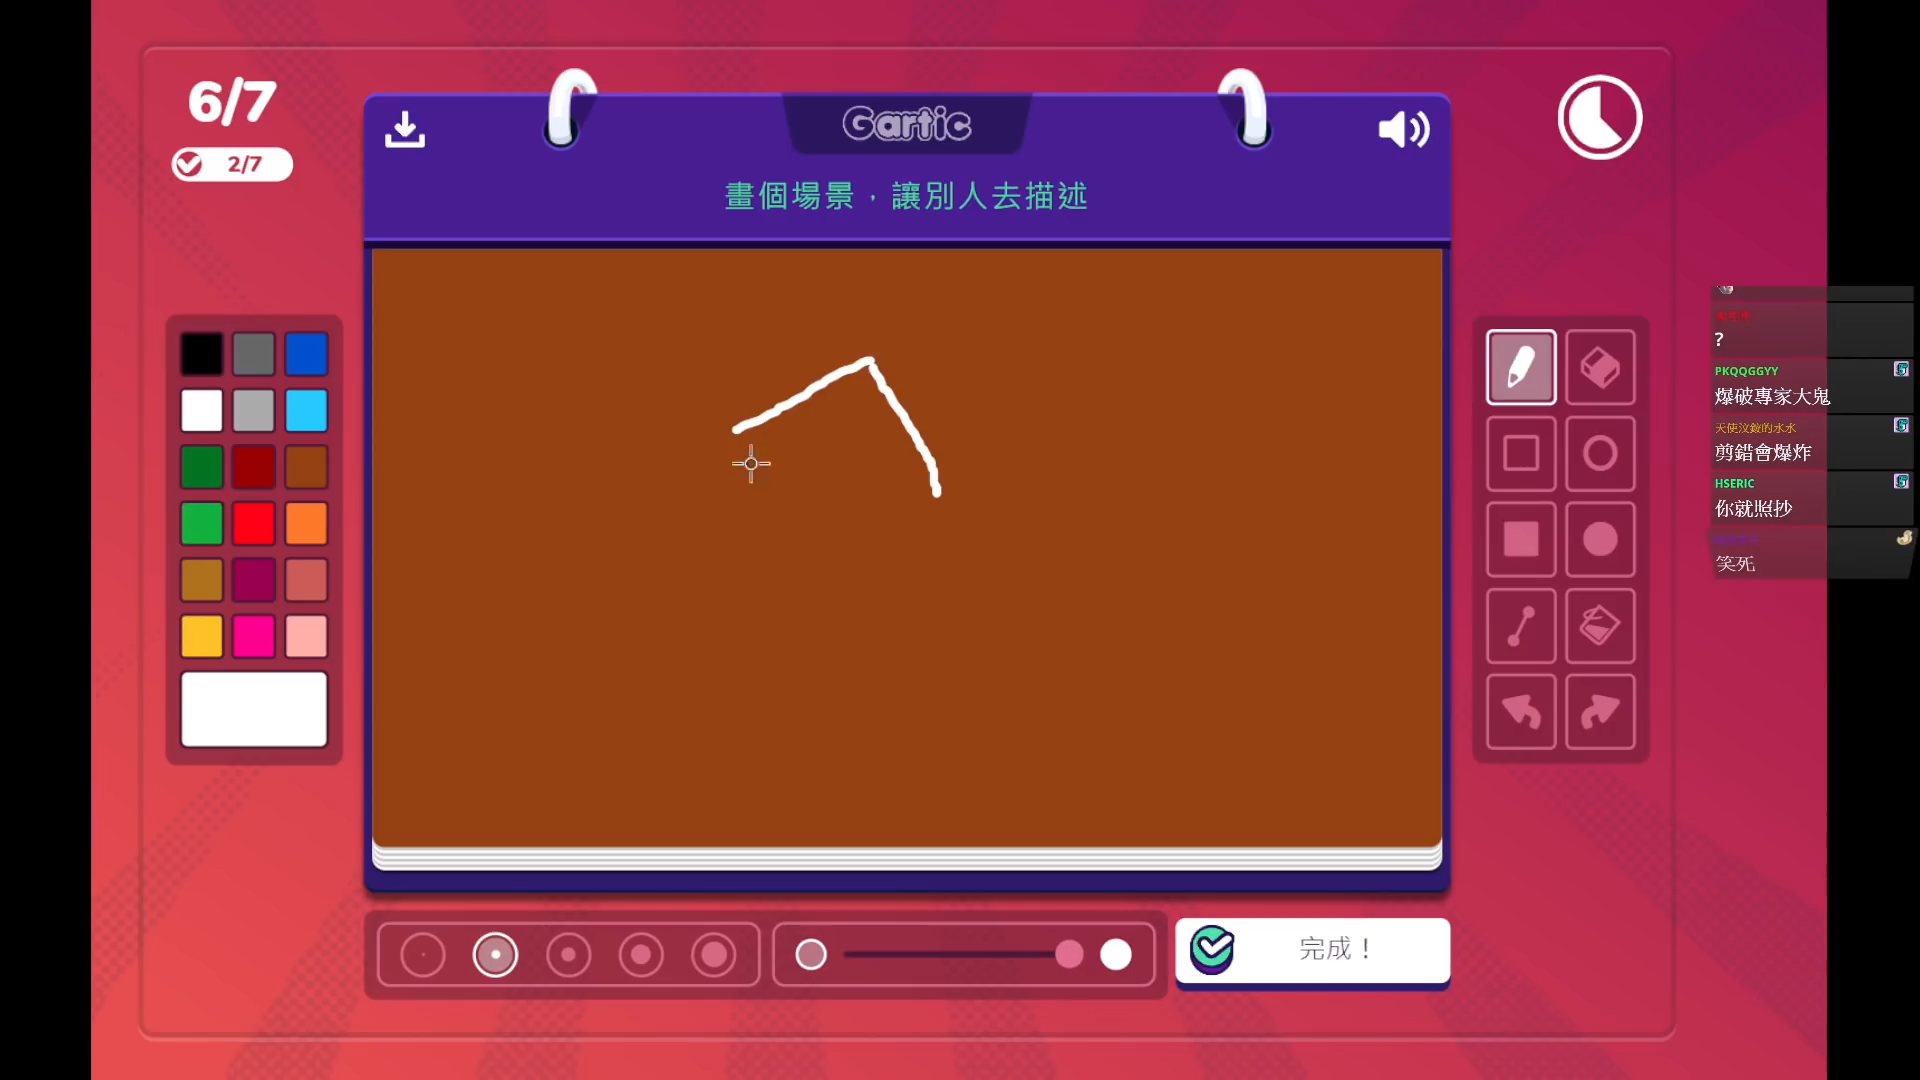 6/7
2/7
Gartic
畫個場景，讓別人去描述
?
PKQQGGYY
爆破專家大鬼
天使汶銨的水水
剪錯會爆炸
HSERIC
你就照抄
笑死
完成！